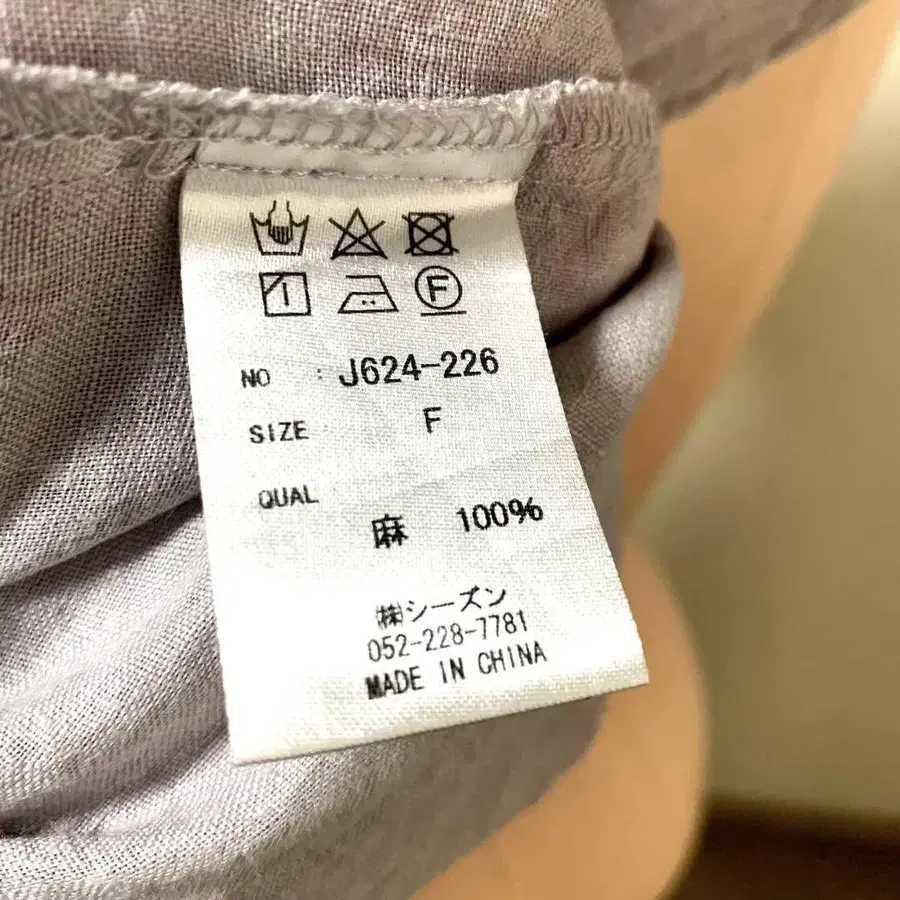 F
NO : J624-226
SIZE F
QUAL
麻 100%
㈱シーズン
052-228-7781
MADE IN CHINA